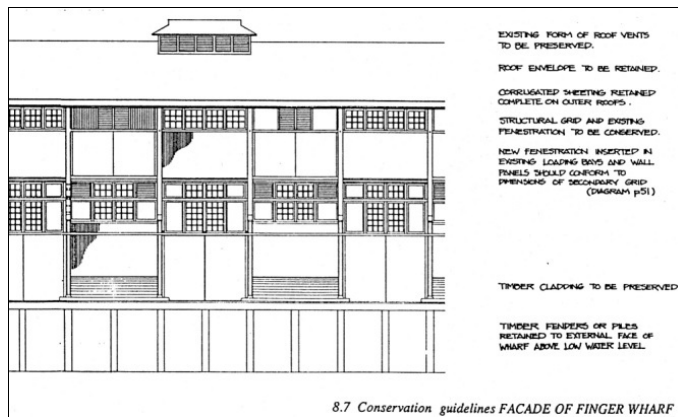 EXISTING FORM OF ROOF VENTS
TO BE PRESERVED.
ROOF ENVELOPE TO BE RETAINED.
CORRUGATED SHEETING RETAINED
COMPLETE ON OUTER ROOFS.
STRUCTURAL GRID AND EXISTING
FENESTRATION TO BE CONSERVED.
NEW FENESTRATION INSERTED IN
EXISTING LOADING BAYS AND WALL
PANELS SHOULD CONFORM TO
DIMENSIONS OF SECONDARY GRID
(DIAGRAM p51)
TIMBER CLADDING TO BE PRESERVED
TIMBER FENDERS OR PILES
RETAINED TO EXTERNAL FACE OF
WHARF ABOVE LOW WATER LEVEL
8.7 Conservation guidelines FACADE OF FINGER WHARF